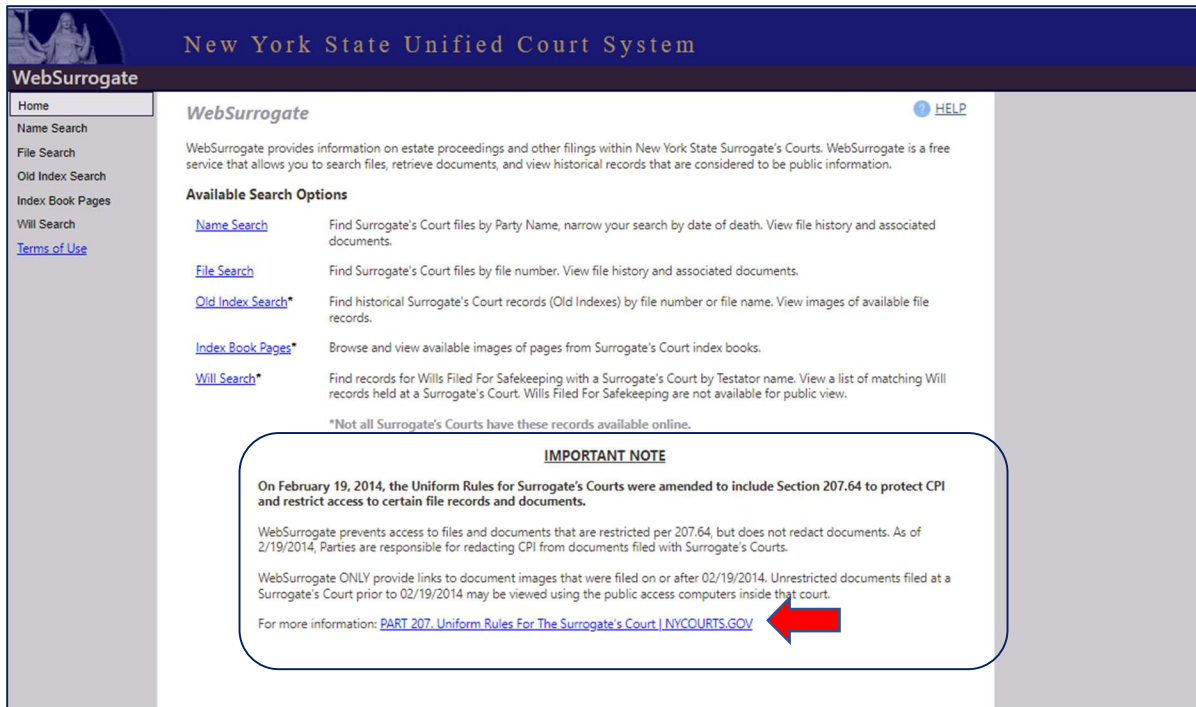 New York State Unified Court System
WebSurrogate
Home
Name Search
File Search
Old Index Search
Index Book Pages
Will Search
Terms of Use
WebSurrogate
? HELP
WebSurrogate provides information on estate proceedings and other filings within New York State Surrogate's Courts. WebSurrogate is a free
service that allows you to search files, retrieve documents, and view historical records that are considered to be public information.
Available Search Options
Name Search Find Surrogate's Court files by Party Name, narrow your search by date of death. View file history and associated
documents.
File Search Find Surrogate's Court files by file number. View file history and associated documents.
Old Index Search* Find historical Surrogate's Court records (Old Indexes) by file number or file name. View images of available file
records.
Index Book Pages* Browse and view available images of pages from Surrogate's Court index books.
Will Search* Find records for Wills Filed For Safekeeping with a Surrogate's Court by Testator name. View a list of matching Will
records held at a Surrogate's Court. Wills Filed For Safekeeping are not available for public view.
*Not all Surrogate's Courts have these records available online.
IMPORTANT NOTE
On February 19, 2014, the Uniform Rules for Surrogate's Courts were amended to include Section 207.64 to protect CPI
and restrict access to certain file records and documents.
WebSurrogate prevents access to files and documents that are restricted per 207.64, but does not redact documents. As of
2/19/2014, Parties are responsible for redacting CPI from documents filed with Surrogate's Courts.
WebSurrogate ONLY provide links to document images that were filed on or after 02/19/2014. Unrestricted documents filed at a
Surrogate's Court prior to 02/19/2014 may be viewed using the public access computers inside that court.
For more information: PART 207. Uniform Rules For The Surrogate's Court | NYCOURTS.GOV